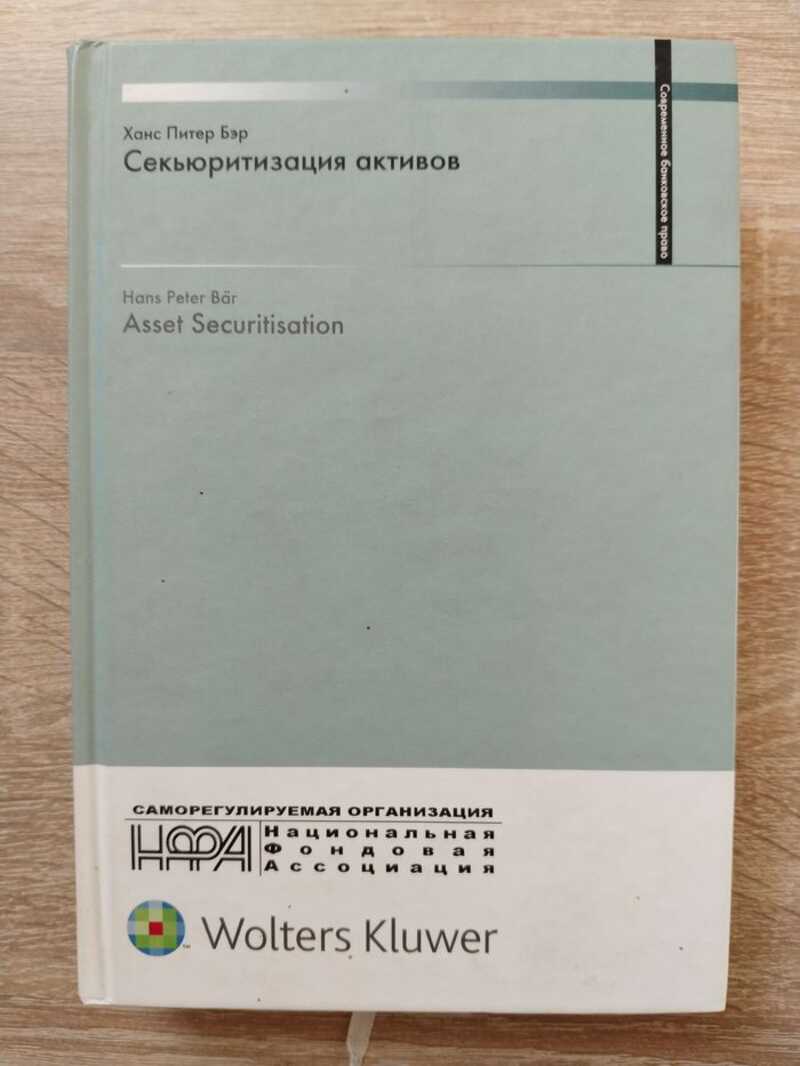 Ханс Питер Бэр
Секьюритизация активов
Современное банковское право
Hans Peter Bär
Asset Securitisation
САМОРЕГУЛИРУЕМАЯ ОРГАНИЗАЦИЯ
НФА
Национальная
Фондовая
Ассоциация
Wolters Kluwer